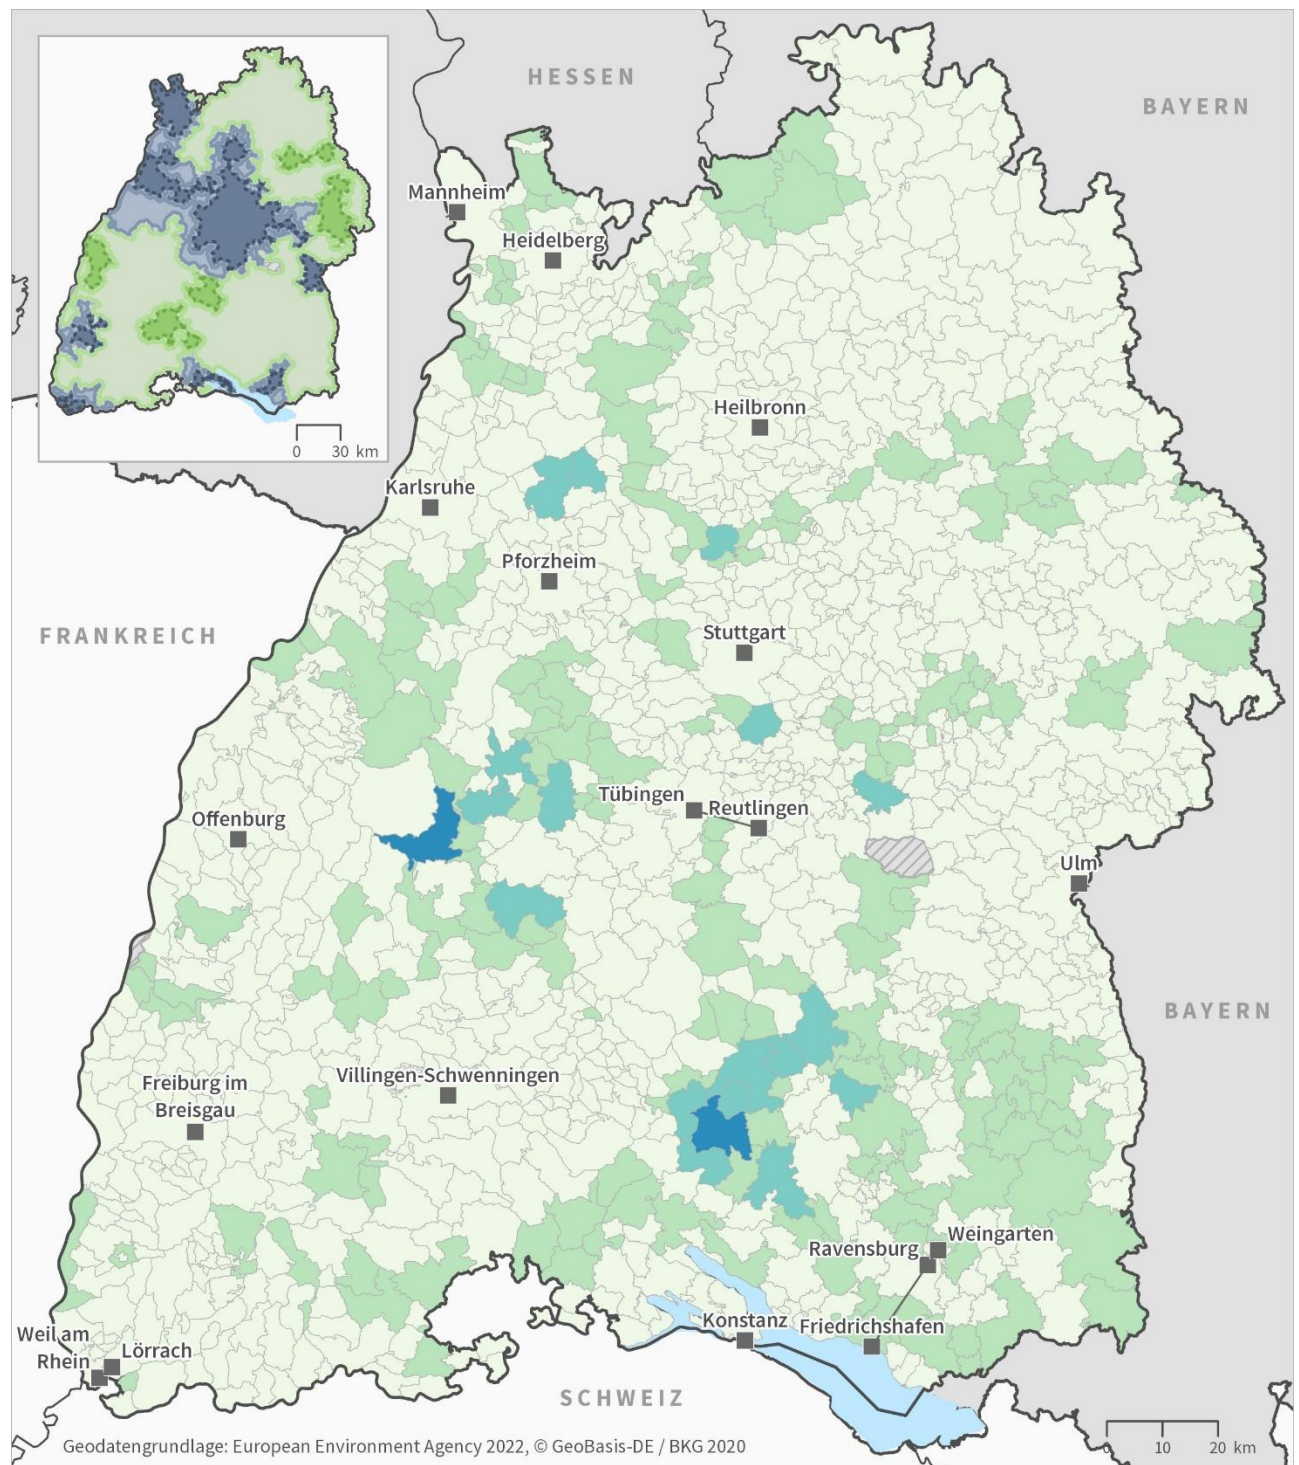 HESSEN
BAYERN
Mannheim
Heidelberg
0 30 km
Heilbronn
Karlsruhe
Pforzheim
FRANKREICH
Stuttgart
Tübingen
Reutlingen
Offenburg
Ulm
BAYERN
Freiburg im
Breisgau
Villingen-Schwenningen
Weingarten
Ravensburg
Konstanz
Friedrichshafen
Weil am
Rhein
Lörrach
SCHWEIZ
10 20 km
Geodatengrundlage: European Environment Agency 2022, © GeoBasis-DE / BKG 2020